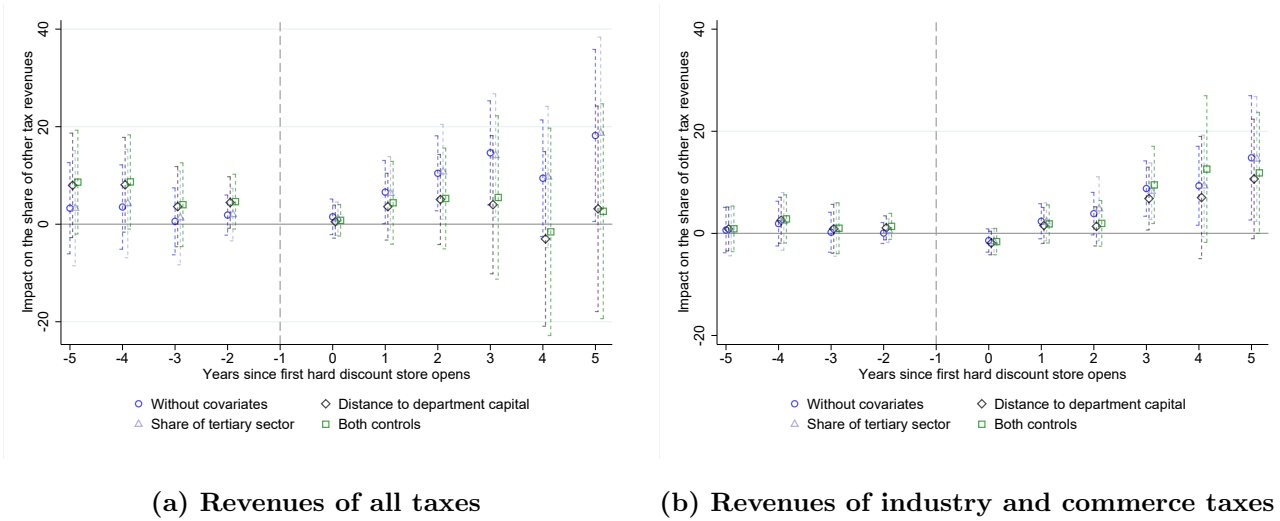 Impact on the share of other tax revenues
40
20
0
-20
-5 -4 -3 -2 -1 0 1 2 3 4 5
Years since first hard discount store opens
Without covariates Distance to department capital
Share of tertiary sector Both controls
(a) Revenues of all taxes
Impact on the share of other tax revenues
40
20
0
-20
-5 -4 -3 -2 -1 0 1 2 3 4 5
Years since first hard discount store opens
Without covariates Distance to department capital
Share of tertiary sector Both controls
(b) Revenues of industry and commerce taxes